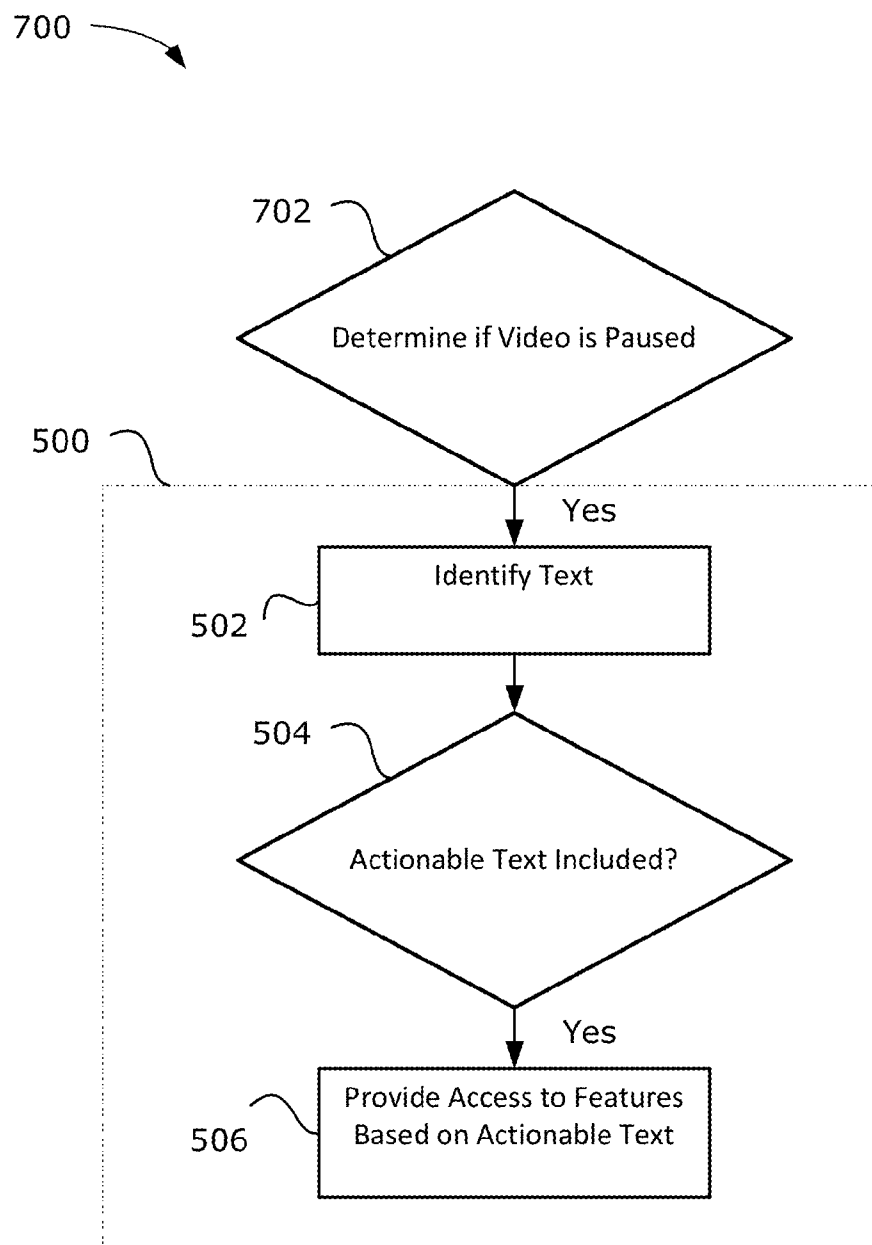 700
702
Determine if Video is Paused
500
Yes
Identify Text
502
504
Actionable Text Included?
Yes
Provide Access to Features
Based on Actionable Text
506